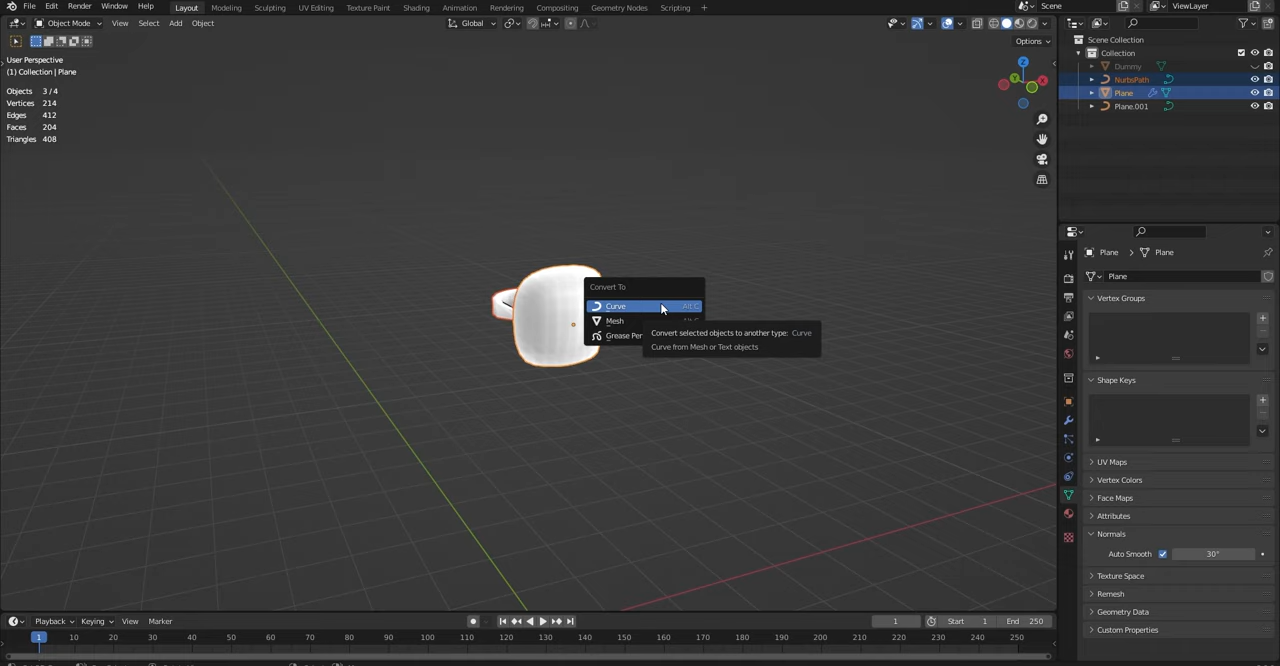 File Edit Render Window Help Layout Modeling Sculpting UV Editing Texture Paint Shading Animation Rendering Compositing Geometry Nodes Scripting + Scene ViewLayer
Object Mode View Select Add Object Global
Options
User Perspective
(1) Collection | Plane
Objects 3 / 4
Vertices 214
Edges 412
Faces 204
Triangles 408
Z
Y
X
Convert To
Curve Alt C
Mesh
Grease Per
Convert selected objects to another type: Curve
Curve from Mesh or Text objects
Scene Collection
Collection
Dummy
NurbsPath
Plane
Plane.001
Plane > Plane
Plane
Vertex Groups
Shape Keys
UV Maps
Vertex Colors
Face Maps
Attributes
Normals
Auto Smooth 30°
Texture Space
Remesh
Geometry Data
Custom Properties
Playback Keying View Marker 1 Start 1 End 250
1 10 20 30 40 50 60 70 80 90 100 110 120 130 140 150 160 170 180 190 200 210 220 230 240 250